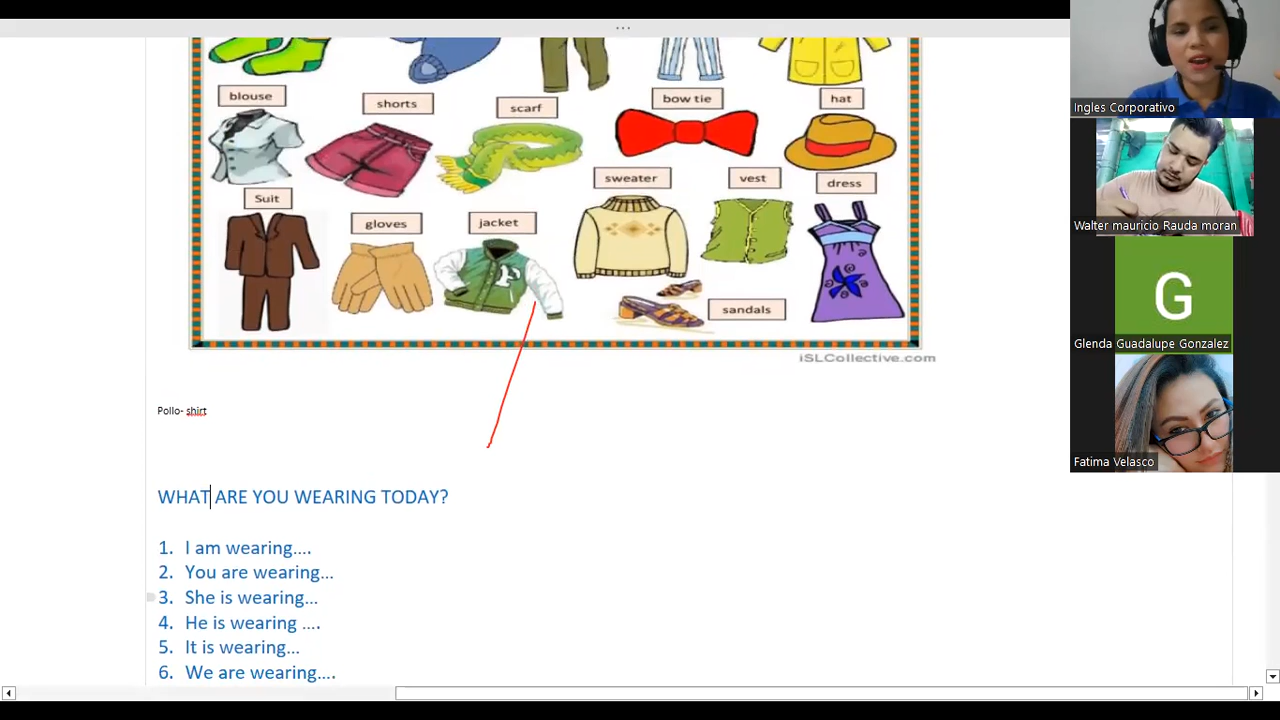 ...
Ingles Corporativo
blouse
shorts
scarf
bow tie
hat
Walter mauricio Rauda moran
Suit
gloves
jacket
sweater
vest
dress
sandals
Glenda Guadalupe Gonzalez
G
iSLCollective.com
Pollo- shirt
Fatima Velasco
WHAT ARE YOU WEARING TODAY?
1. I am wearing....
2. You are wearing...
3. She is wearing...
4. He is wearing ....
5. It is wearing...
6. We are wearing....